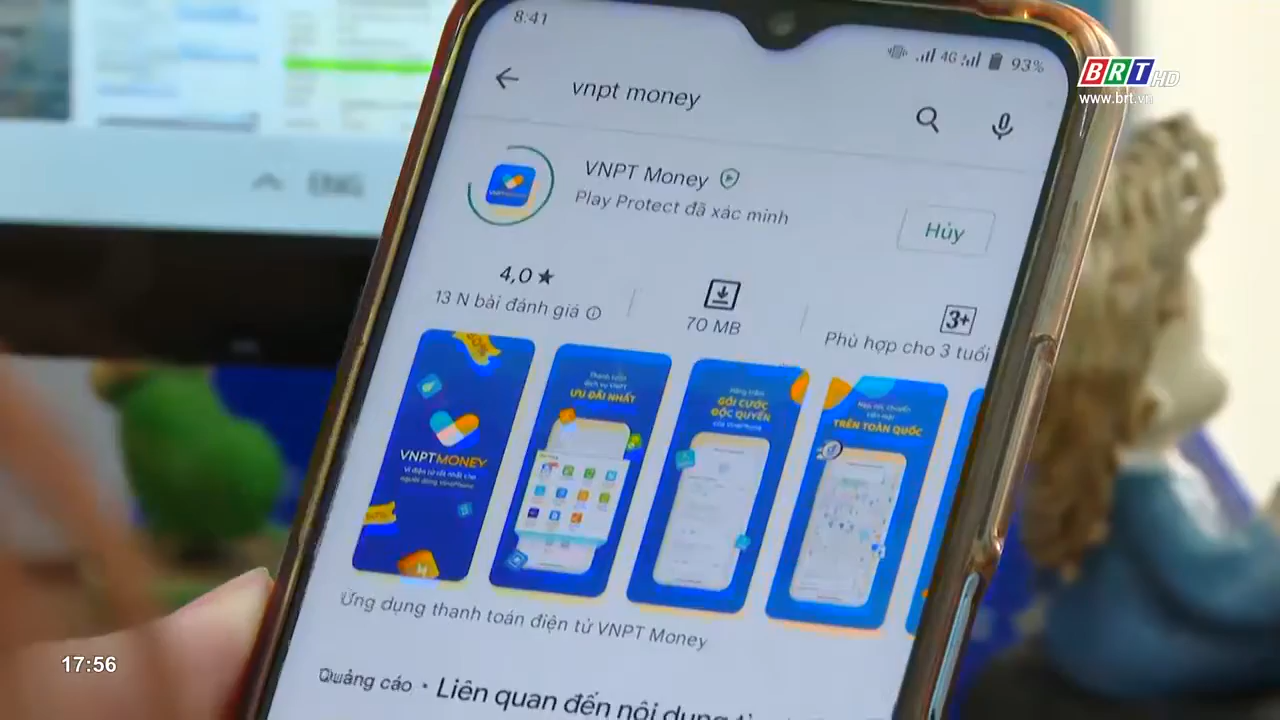 8:41
4G
93%
BRT HD
www.brt.vn
vnpt money
VNPT Money
Play Protect đã xác minh
Hủy
4,0 ★
13 N bài đánh giá
70 MB
3+
Phù hợp cho 3 tuổi
ENG
VNPTMONEY
ƯU ĐÃI NHẤT
GÓI CƯỚC
ĐỘC QUYỀN
TRÊN TOÀN QUỐC
Ứng dụng thanh toán điện tử VNPT Money
17:56
Quảng cáo • Liên quan đến nội dung